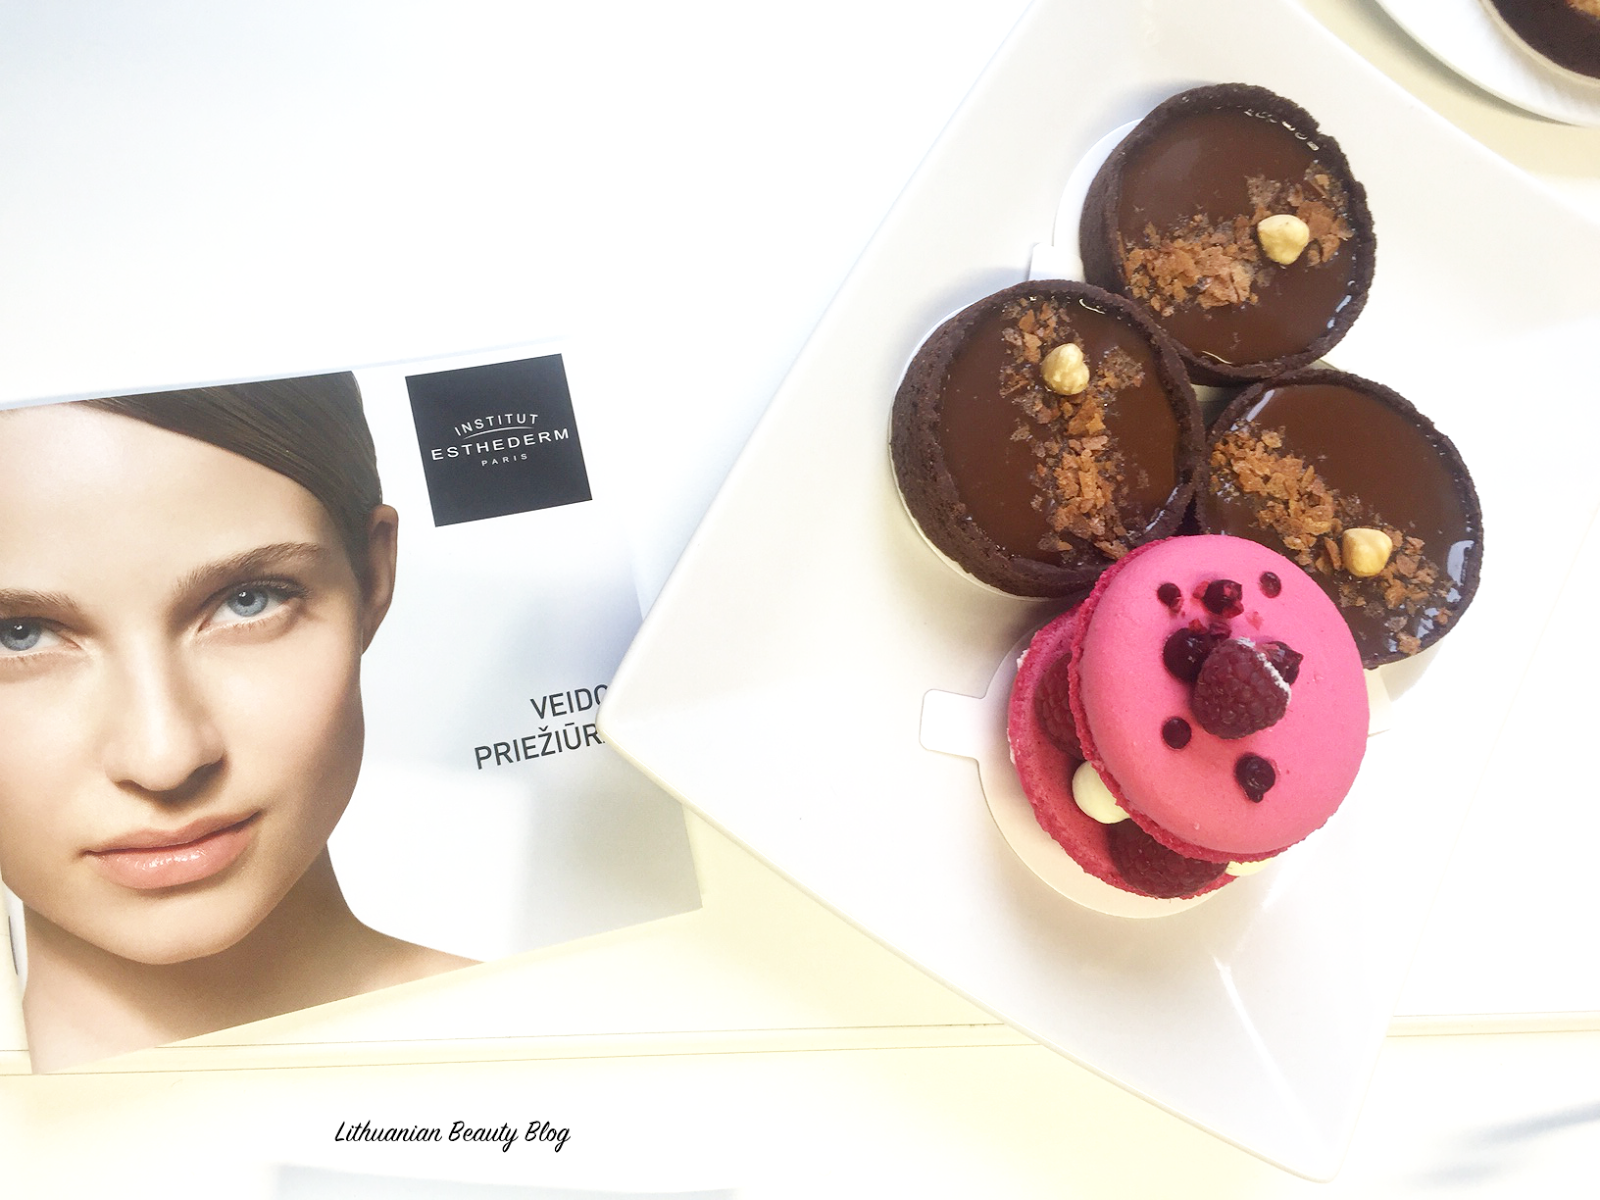 INSTITUT
ESTHEDERM
PARIS
VEIDO
PRIEŽIŪR
Lithuanian Beauty Blog